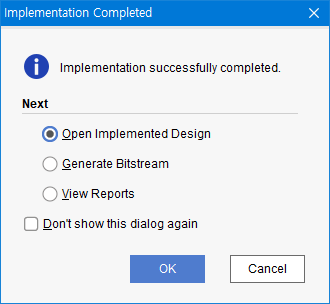 Implementation Completed
Implementation successfully completed.
Next
Open Implemented Design
Generate Bitstream
View Reports
Don't show this dialog again
OK
Cancel